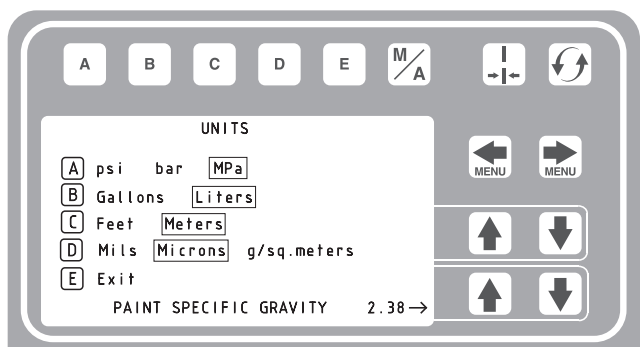 A B C D E M/A
UNITS
A psi bar MPa
B Gallons Liters
C Feet Meters
D Mils Microns g/sq.meters
E Exit
PAINT SPECIFIC GRAVITY 2.38→
MENU MENU